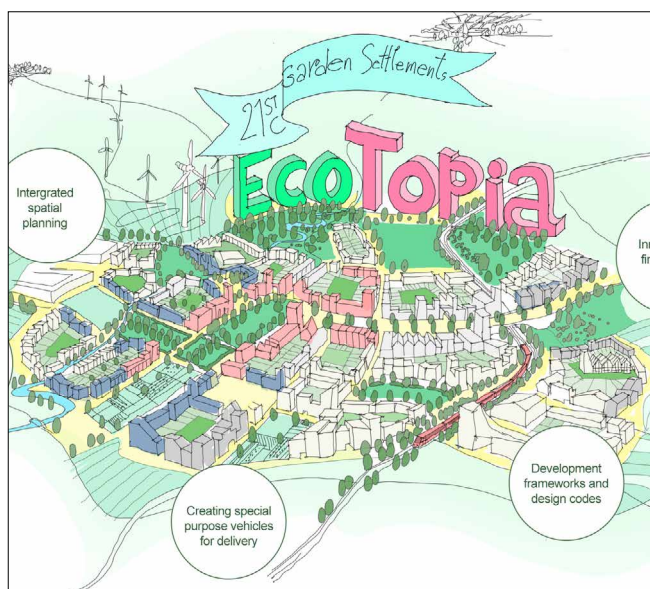 garden Settlements
21ST C
EcoTopia
Intergrated
spatial
planning
Creating special
purpose vehicles
for delivery
Development
frameworks and
design codes